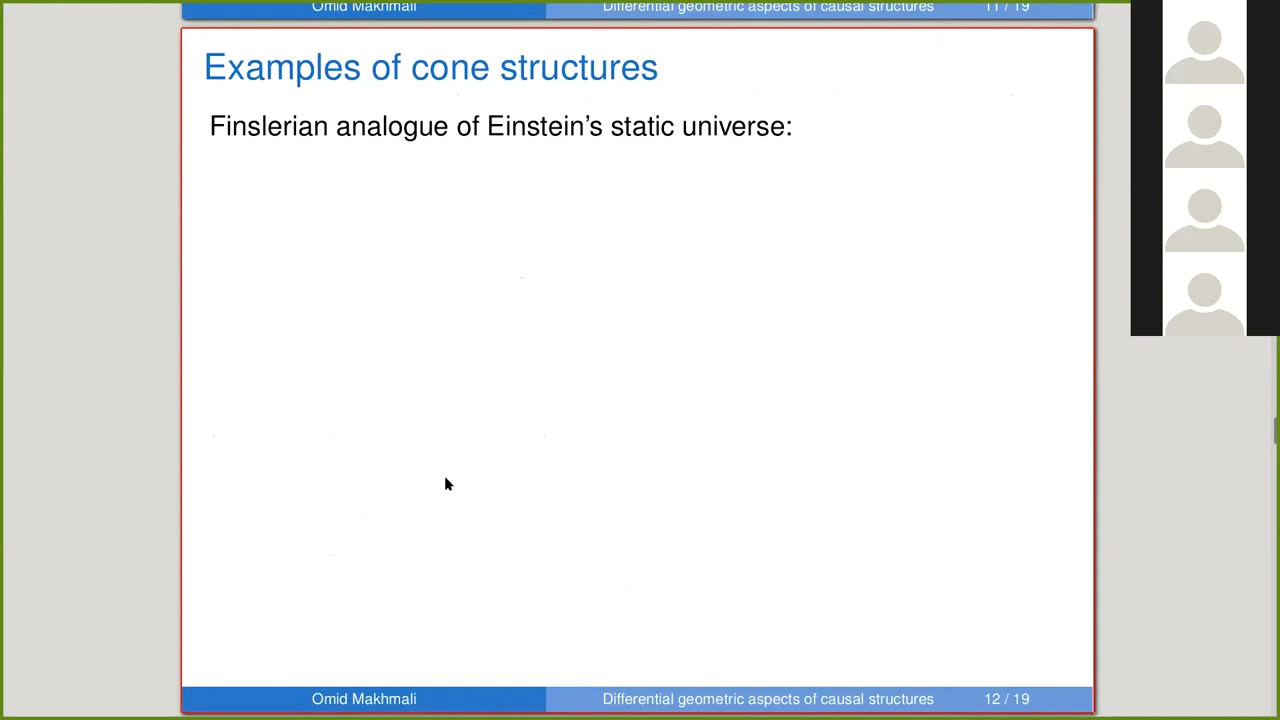 Omid Makhmali Differential geometric aspects of causal structures 11 / 19
Examples of cone structures
Finslerian analogue of Einstein’s static universe:
Omid Makhmali Differential geometric aspects of causal structures 12 / 19